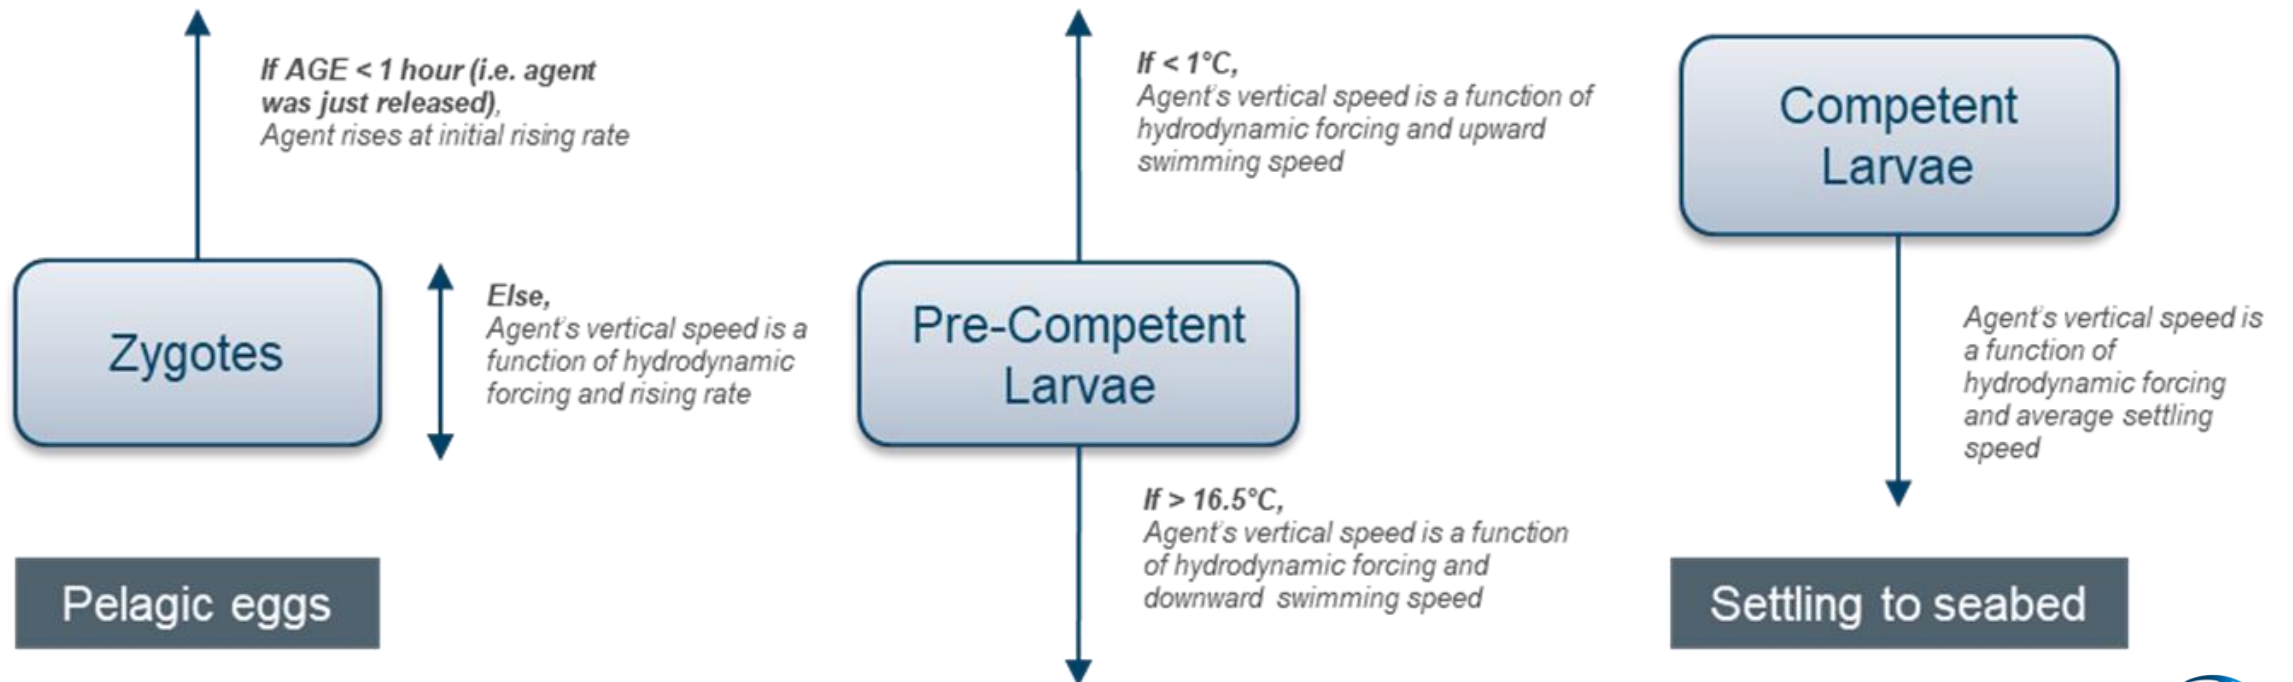 If AGE < 1 hour (i.e. agent
was just released),
Agent rises at initial rising rate
Zygotes
Else,
Agent's vertical speed is a
function of hydrodynamic
forcing and rising rate
Pelagic eggs
If < 1°C,
Agent's vertical speed is a function of
hydrodynamic forcing and upward
swimming speed
Pre-Competent
Larvae
If > 16.5°C,
Agent's vertical speed is a function
of hydrodynamic forcing and
downward swimming speed
Competent
Larvae
Agent's vertical speed is
a function of
hydrodynamic forcing
and average settling
speed
Settling to seabed